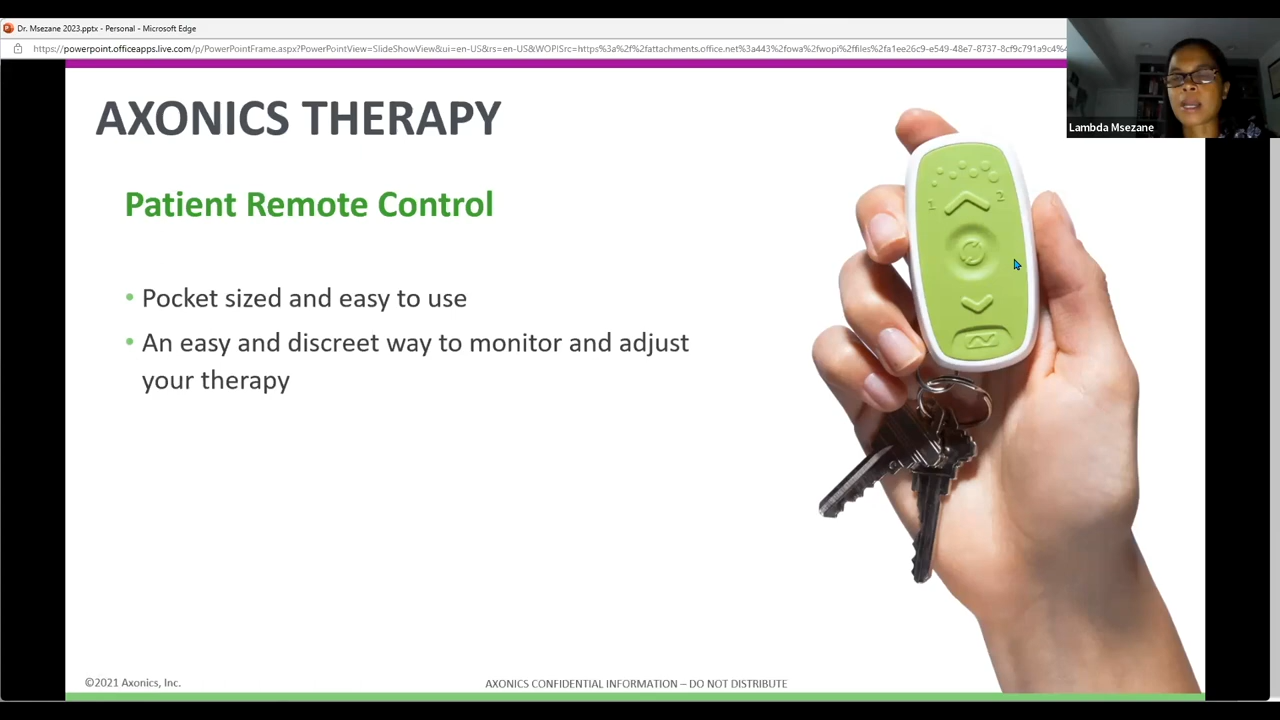 Dr. Msezane 2023.pptx - Personal - Microsoft Edge
https://powerpoint.officeapps.live.com/p/PowerPointFrame.aspx?PowerPointView=SlideShowView&ui=en-US&rs=en-US&WOPISrc=https%3a%2f%2fattachments.office.net%3a443%2fowa%2fwopi%2ffiles%2fa1ee26c9-e549-48e7-8737-8cf9c791a9c4%4
Lambda Msezane
AXONICS THERAPY
Patient Remote Control
1 2
• Pocket sized and easy to use
• An easy and discreet way to monitor and adjust
your therapy
©2021 Axonics, Inc.
AXONICS CONFIDENTIAL INFORMATION – DO NOT DISTRIBUTE